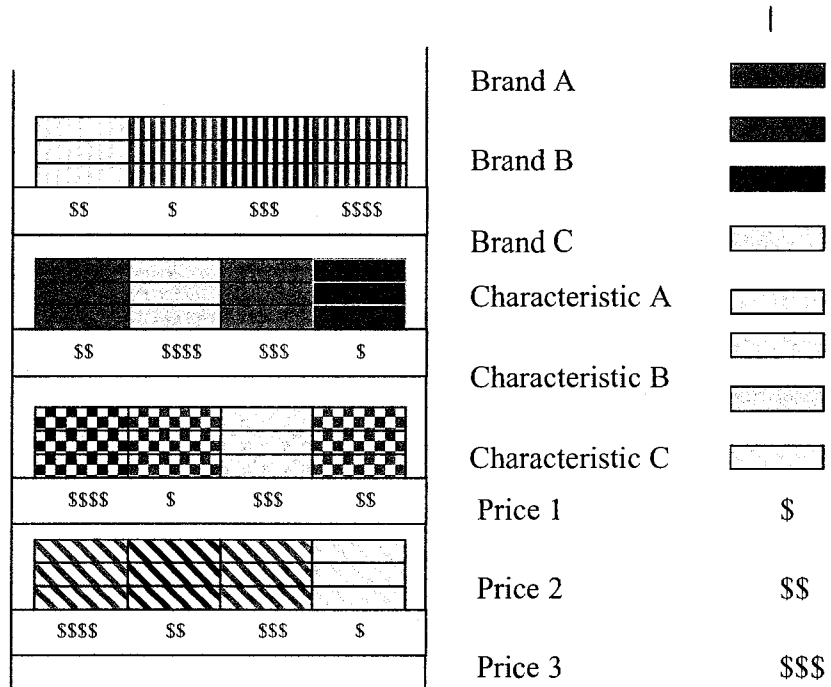 $$ $ $$$ $$$$
$$ $$$$ $$$ $
$$$$ $ $$$ $$
$$$$ $$ $$$ $
Brand A
Brand B
Brand C
Characteristic A
Characteristic B
Characteristic C
Price 1 $
Price 2 $$
Price 3 $$$